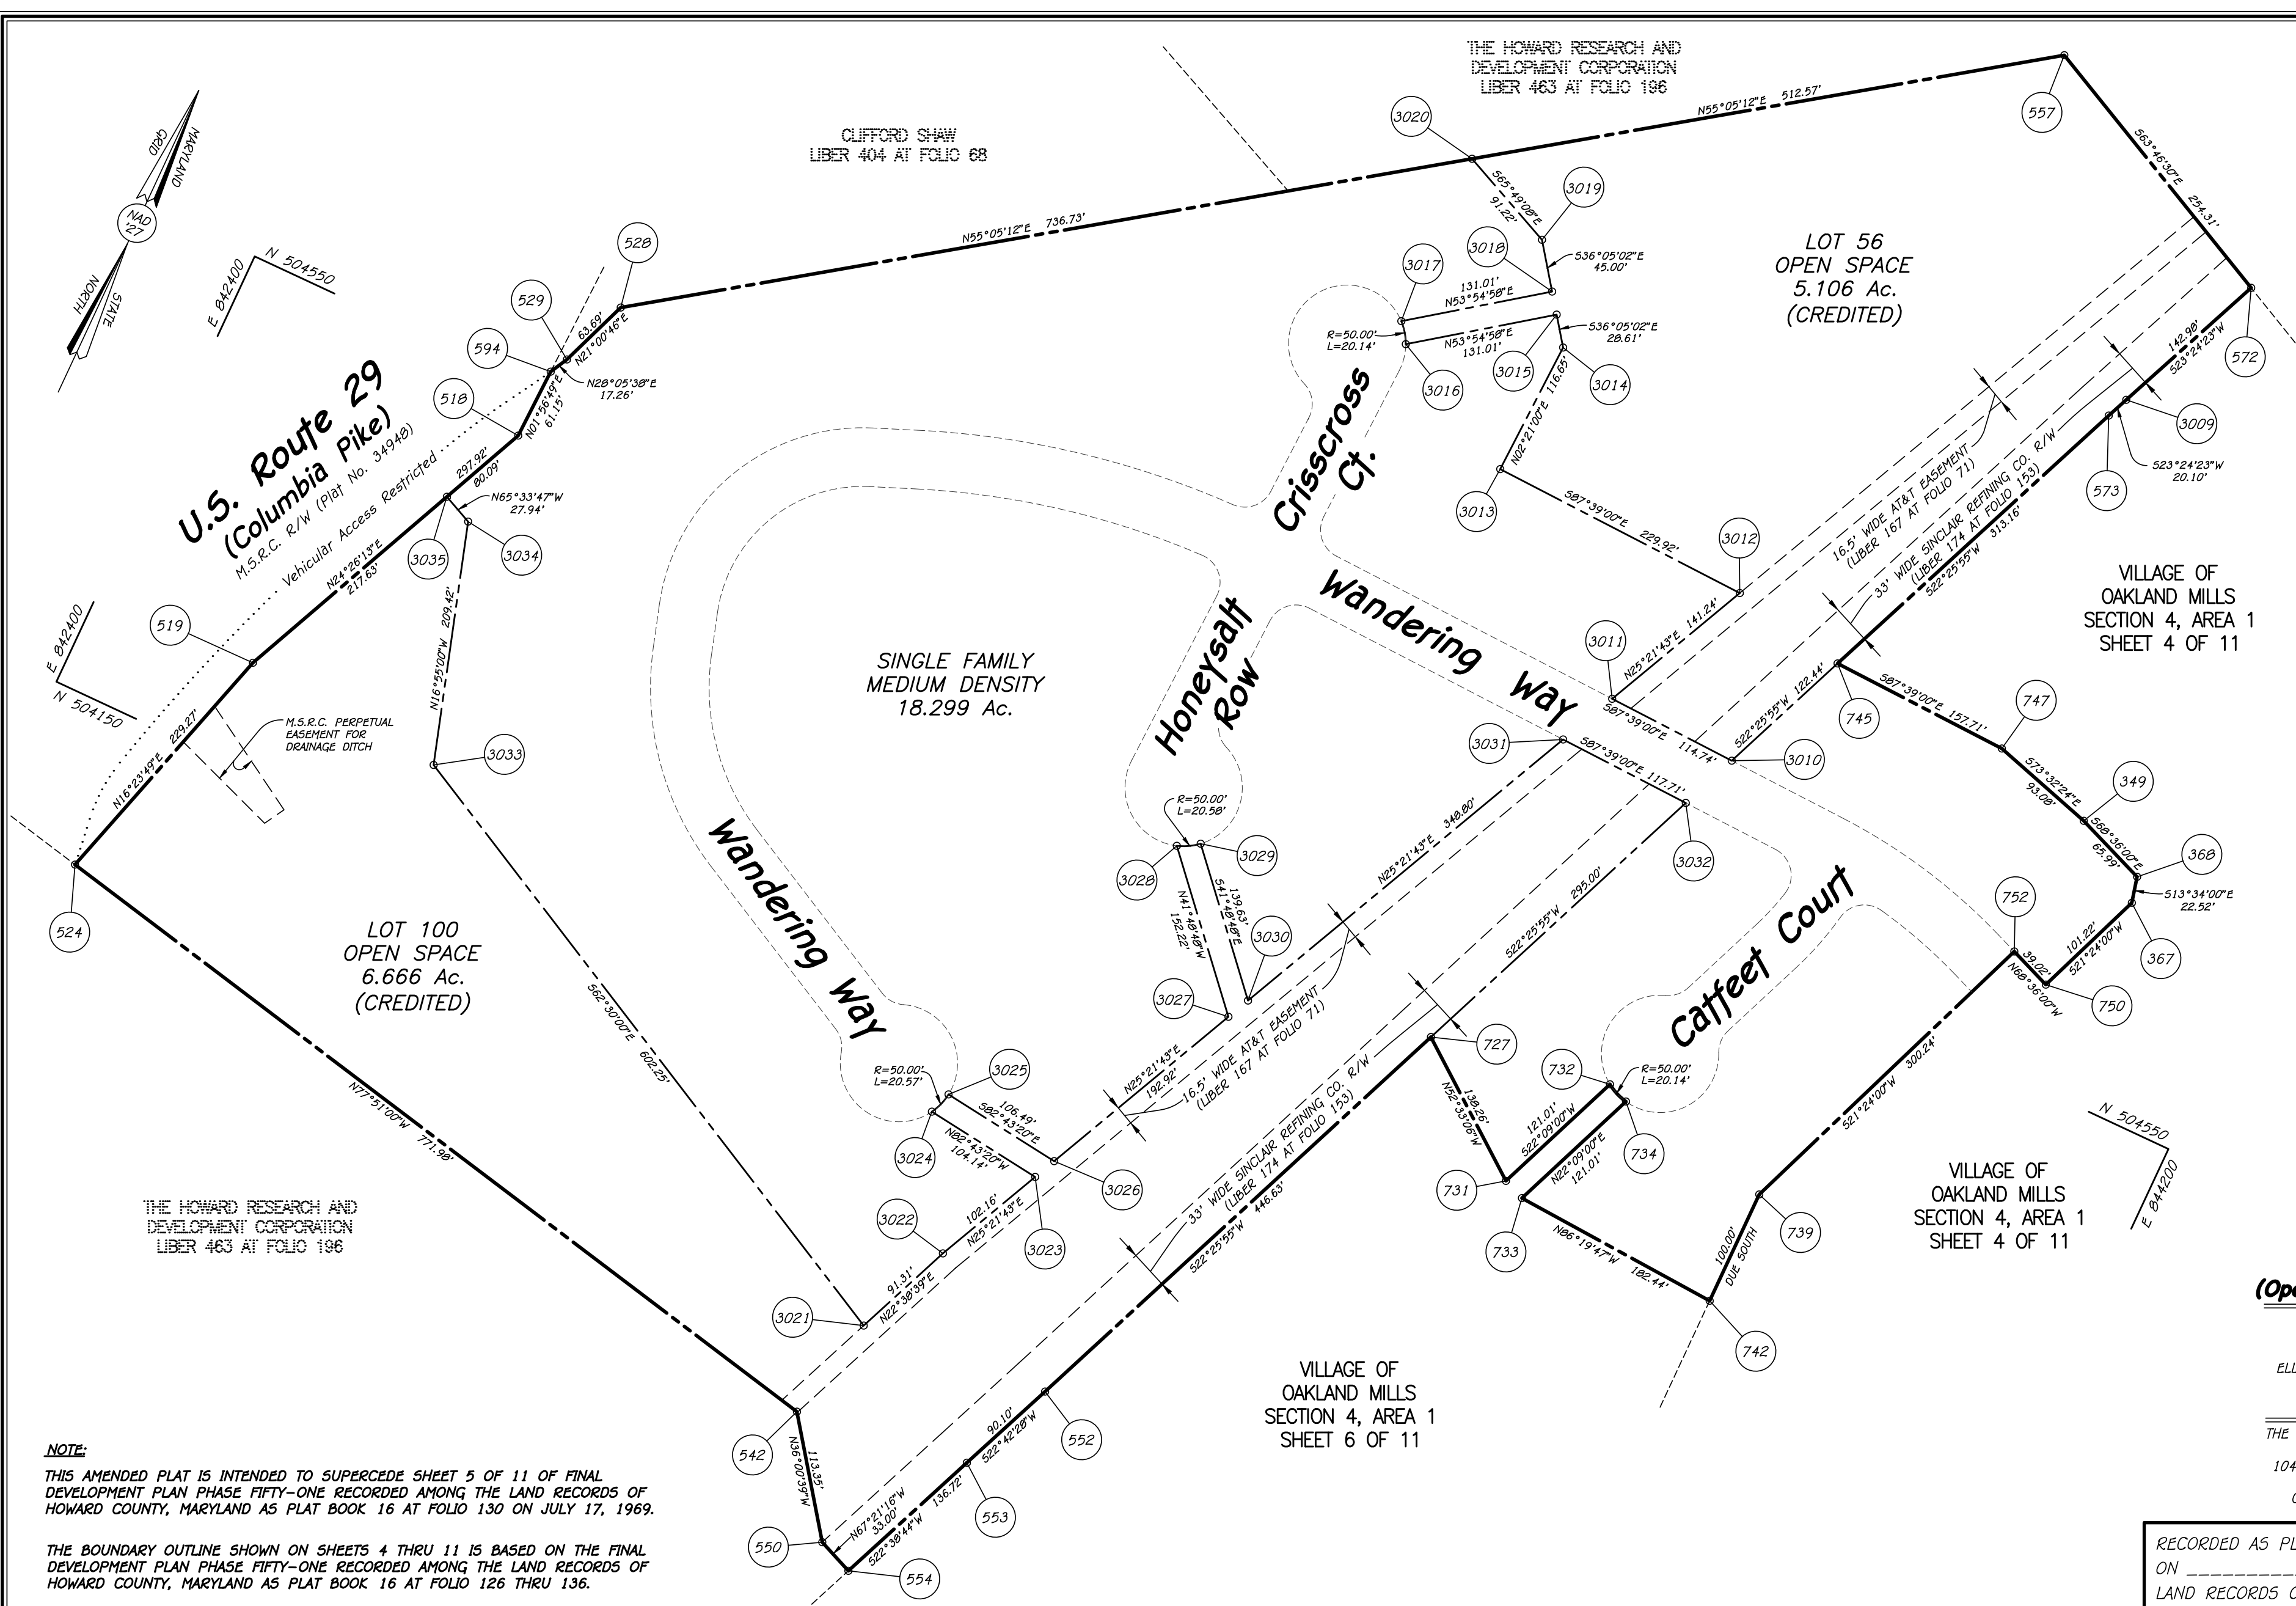 THE HOWARD RESEARCH AND
DEVELOPMENT CORPORATION
LIBER 463 AT FOLIO 196
CLIFFORD SHAW
LIBER 404 AT FOLIO 68
MARYLAND
GRID
NAD
'27
NORTH
STATE
N 504550
E 842400
N55°05'12"E 512.57'
3020
557
S63°46'30"E
254.31'
3019
S65°49'08"E
91.22'
3018
S36°05'02"E
45.00'
3017
131.01'
N53°54'58"E
R=50.00'
L=20.14'
N53°54'58"E
131.01'
3016
3015
S36°05'02"E
28.61'
3014
LOT 56
OPEN SPACE
5.106 Ac.
(CREDITED)
528
N55°05'12"E 736.73'
529
63.69'
N21°00'46"E
594
N28°05'38"E
17.26'
518
N01°56'49"E
61.15'
U.S. Route 29
(Columbia Pike)
M.S.R.C. R/W (Plat No. 34948)
Vehicular Access Restricted
297.92'
80.09'
N65°33'47"W
27.94'
3034
3035
N24°26'13"E
217.63'
519
E 842400
N 504150
N16°55'00"W 209.42'
3033
N16°23'49"E 229.27'
M.S.R.C. PERPETUAL
EASEMENT FOR
DRAINAGE DITCH
524
LOT 100
OPEN SPACE
6.666 Ac.
(CREDITED)
N77°51'00"W 771.98'
S62°30'00"E 602.25'
SINGLE FAMILY
MEDIUM DENSITY
18.299 Ac.
Crisscross
Ct.
Wandering Way
Honeysalt
Row
N02°21'00"E 116.65'
3013
S87°39'00"E 229.92'
3012
3011
N25°21'43"E 141.24'
S87°39'00"E 114.74'
3010
S22°25'55"W 122.44'
745
16.5' WIDE AT&T EASEMENT
(LIBER 167 AT FOLIO 71)
33' WIDE SINCLAIR REFINING CO. R/W
(LIBER 174 AT FOLIO 153)
S22°25'55"W 313.16'
142.98'
S23°24'23"W
572
3009
573
S23°24'23"W
20.10'
VILLAGE OF
OAKLAND MILLS
SECTION 4, AREA 1
SHEET 4 OF 11
S87°39'00"E 157.71'
747
S73°32'24"E
93.08'
349
S68°36'00"E
65.99'
368
S13°34'00"E
22.52'
367
101.22'
S21°24'00"W
752
39.02'
N68°36'00"W
750
3031
S87°39'00"E 117.71'
3032
N25°21'43"E 348.80'
S22°25'55"W 295.00'
R=50.00'
L=20.58'
3028
3029
N41°48'48"W
152.22'
139.63'
S41°48'48"E
3030
3027
Wandering Way
R=50.00'
L=20.57'
3025
106.49'
S82°43'20"E
3024
N82°43'20"W
104.14'
3026
N25°21'43"E
192.92'
16.5' WIDE AT&T EASEMENT
(LIBER 167 AT FOLIO 71)
33' WIDE SINCLAIR REFINING CO. R/W
(LIBER 174 AT FOLIO 153)
S22°25'55"W 446.63'
727
138.26'
N52°33'06"W
731
732
R=50.00'
L=20.14'
121.01'
S22°09'00"W
734
N22°09'00"E
121.01'
733
Catfeet Court
S21°24'00"W 300.24'
739
100.00'
DUE SOUTH
N86°19'47"W 182.44'
742
N 504550
E 844200
VILLAGE OF
OAKLAND MILLS
SECTION 4, AREA 1
SHEET 4 OF 11
3022
102.16'
N25°21'43"E
3023
3021
91.31'
N22°38'39"E
THE HOWARD RESEARCH AND
DEVELOPMENT CORPORATION
LIBER 463 AT FOLIO 196
542
113.35'
N36°00'39"W
550
N67°21'16"W
33.00'
554
S22°38'44"W 136.72'
553
90.10'
S22°42'28"W
552
VILLAGE OF
OAKLAND MILLS
SECTION 4, AREA 1
SHEET 6 OF 11
NOTE:
THIS AMENDED PLAT IS INTENDED TO SUPERCEDE SHEET 5 OF 11 OF FINAL
DEVELOPMENT PLAN PHASE FIFTY-ONE RECORDED AMONG THE LAND RECORDS OF
HOWARD COUNTY, MARYLAND AS PLAT BOOK 16 AT FOLIO 130 ON JULY 17, 1969.
THE BOUNDARY OUTLINE SHOWN ON SHEETS 4 THRU 11 IS BASED ON THE FINAL
DEVELOPMENT PLAN PHASE FIFTY-ONE RECORDED AMONG THE LAND RECORDS OF
HOWARD COUNTY, MARYLAND AS PLAT BOOK 16 AT FOLIO 126 THRU 136.
THE
104
RECORDED AS
ON
LAND RECORDS